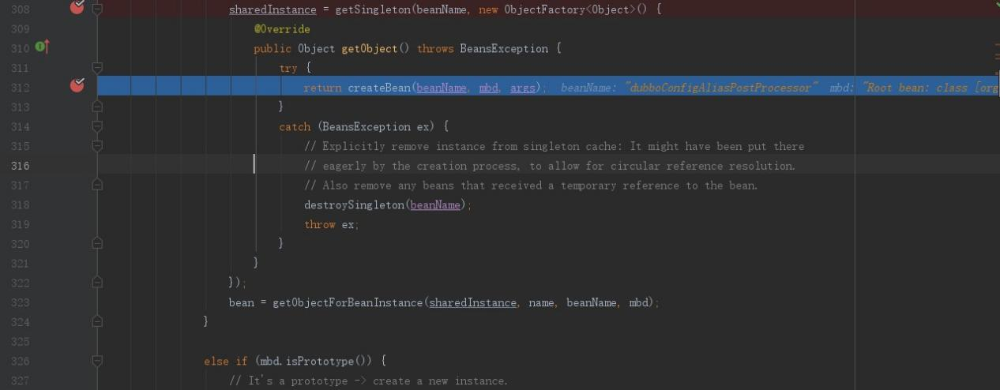 308 sharedInstance = getSingleton(beanName, new ObjectFactory<Object>() {
309 @Override
310 public Object getObject() throws BeansException {
311 try {
312 return createBean(beanName, mbd, args); beanName: "dubboConfigAliasPostProcessor" mbd: "Root bean: class [org
313 }
314 catch (BeansException ex) {
315 // Explicitly remove instance from singleton cache: It might have been put there
316 // eagerly by the creation process, to allow for circular reference resolution.
317 // Also remove any beans that received a temporary reference to the bean.
318 destroySingleton(beanName);
319 throw ex;
320 }
321 }
322 });
323 bean = getObjectForBeanInstance(sharedInstance, name, beanName, mbd);
324 }
325
326 else if (mbd.isPrototype()) {
327 // It's a prototype -> create a new instance.